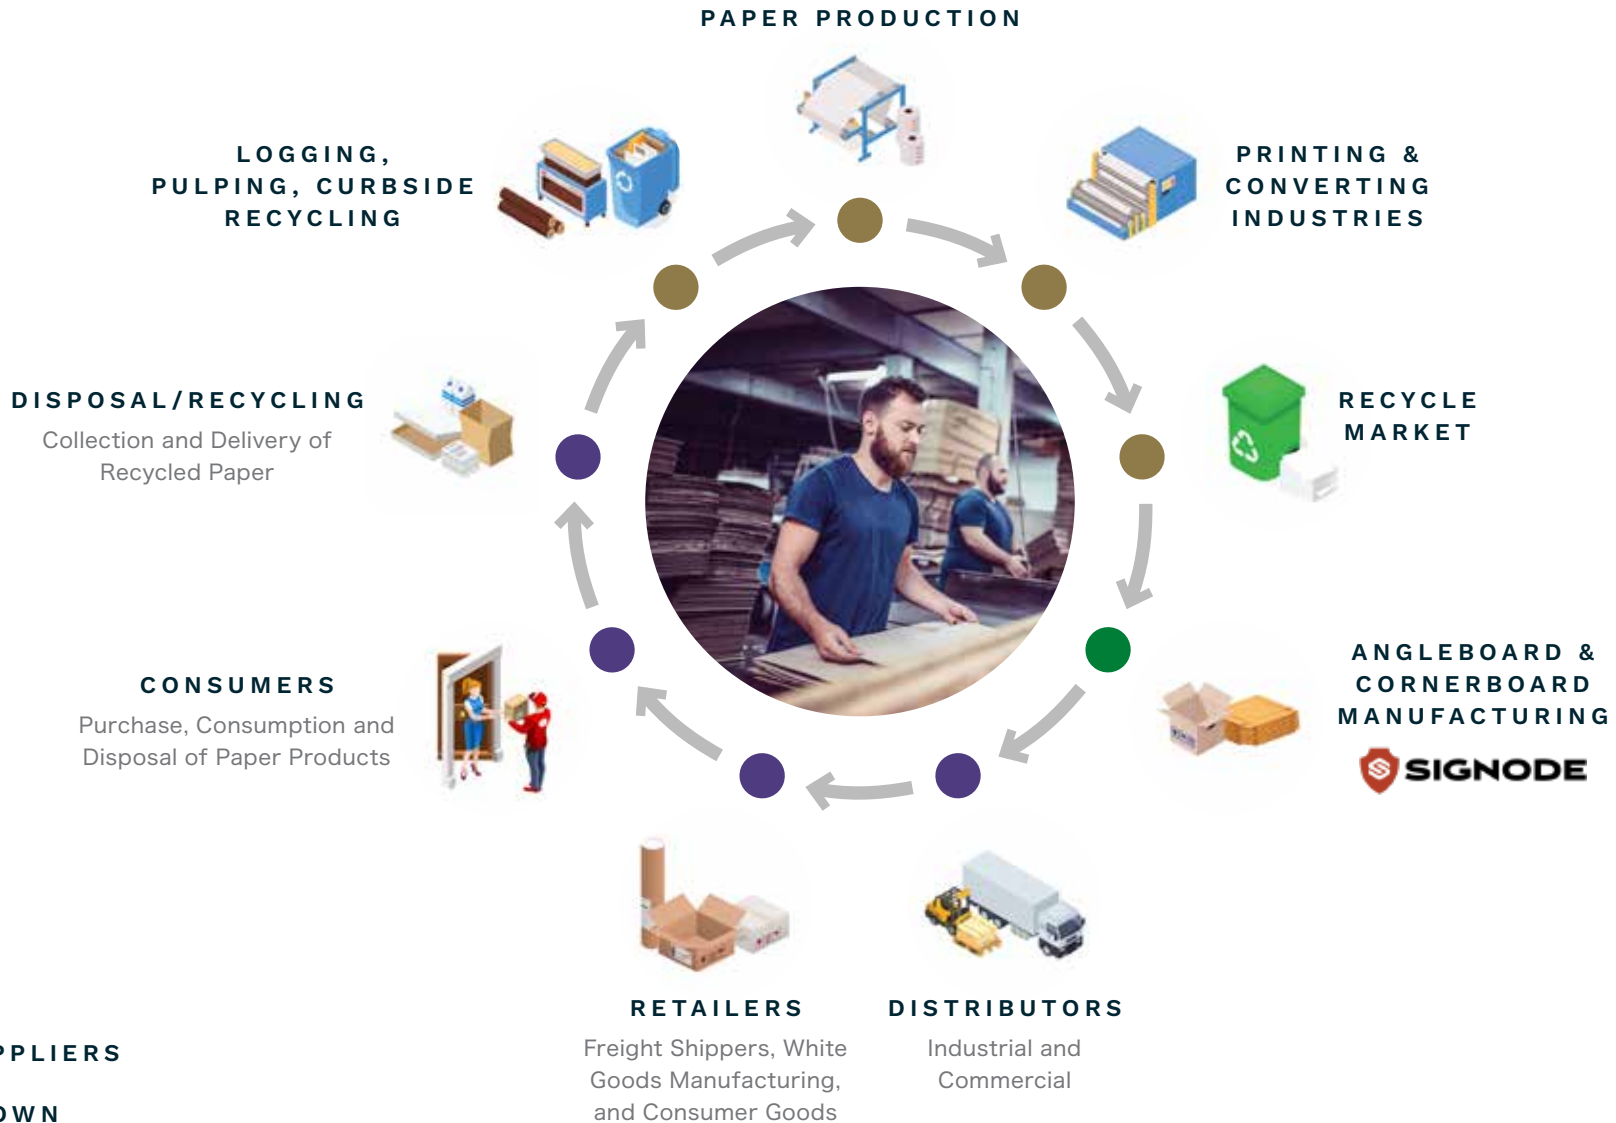 PAPER PRODUCTION
LOGGING,
PULPING, CURBSIDE
RECYCLING
PRINTING &
CONVERTING
INDUSTRIES
DISPOSAL/RECYCLING
Collection and Delivery of
Recycled Paper
RECYCLE
MARKET
CONSUMERS
Purchase, Consumption and
Disposal of Paper Products
ANGLEBOARD &
CORNERBOARD
MANUFACTURING
SIGNODE
RETAILERS
Freight Shippers, White
Goods Manufacturing,
and Consumer Goods
DISTRIBUTORS
Industrial and
Commercial
PPLIERS
OWN